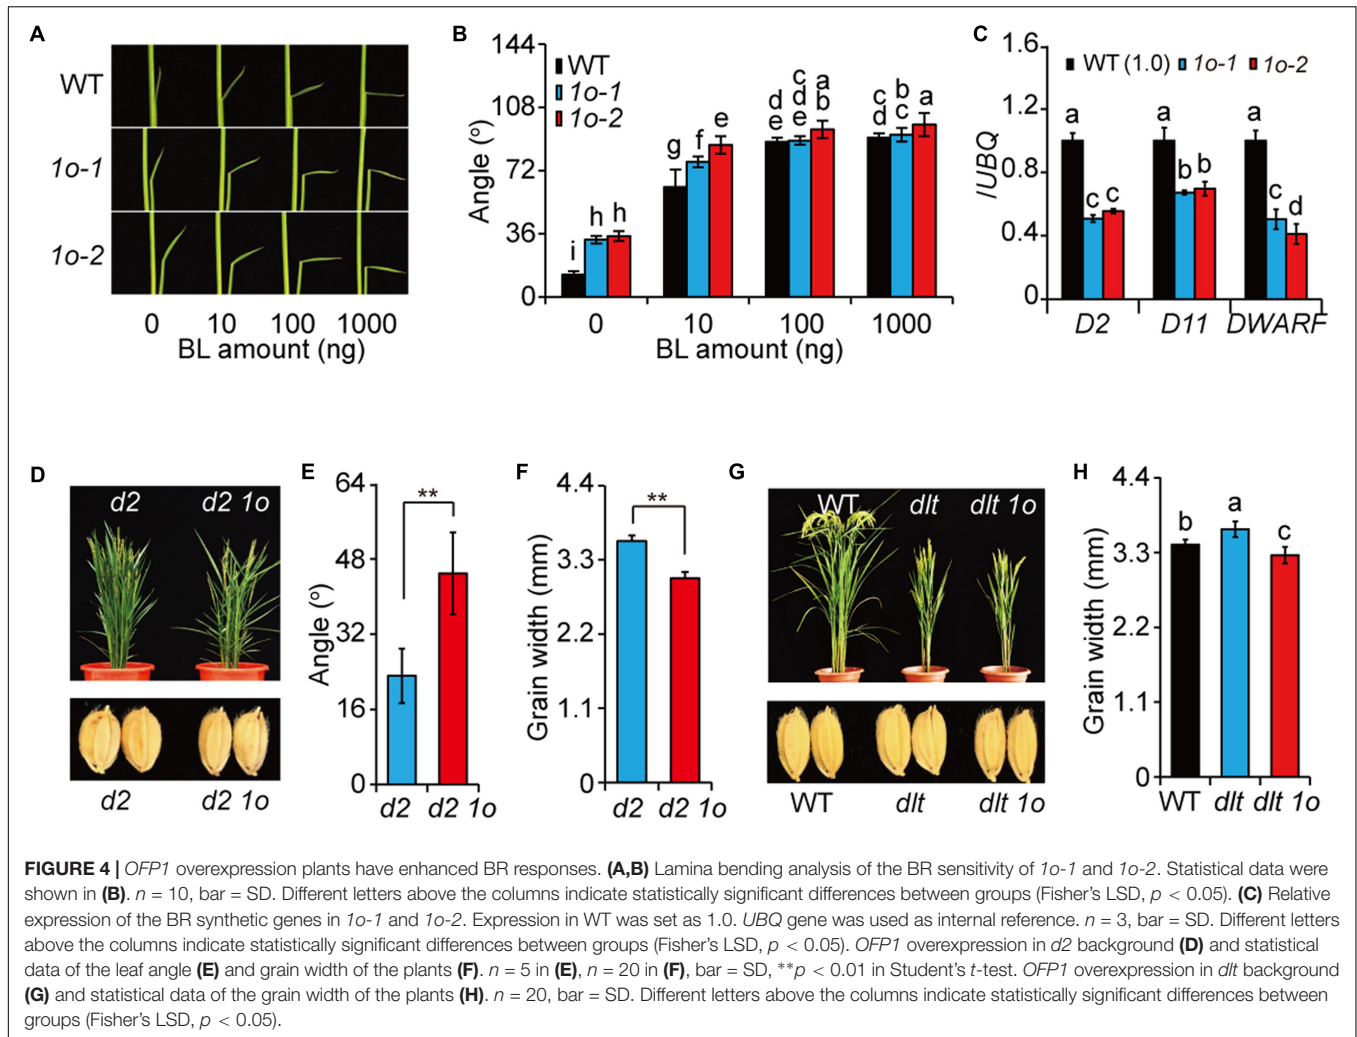 A
WT
1o-1
1o-2
0 10 100 1000
BL amount (ng)
B
144
108
72
36
0
Angle (°)
WT
1o-1
1o-2
i h h
g f e
d e
c d e
a b
c d
b c
a
0 10 100 1000
BL amount (ng)
C
1.6
1.2
0.8
0.4
0
/UBQ
WT (1.0) 1o-1 1o-2
a c c
a b b
a c d
D2 D11 DWARF
D
d2 d2 1o
d2 d2 1o
E
64
48
32
16
0
Angle (°)
**
d2 d2 1o
F
4.4
3.3
2.2
1.1
0
Grain width (mm)
**
d2 d2 1o
G
WT dlt dlt 1o
WT dlt dlt 1o
H
4.4
3.3
2.2
1.1
0
Grain width (mm)
b a c
WT dlt dlt 1o
FIGURE 4 | OFP1 overexpression plants have enhanced BR responses. (A,B) Lamina bending analysis of the BR sensitivity of 1o-1 and 1o-2. Statistical data were
shown in (B). n = 10, bar = SD. Different letters above the columns indicate statistically significant differences between groups (Fisher's LSD, p < 0.05). (C) Relative
expression of the BR synthetic genes in 1o-1 and 1o-2. Expression in WT was set as 1.0. UBQ gene was used as internal reference. n = 3, bar = SD. Different letters
above the columns indicate statistically significant differences between groups (Fisher's LSD, p < 0.05). OFP1 overexpression in d2 background (D) and statistical
data of the leaf angle (E) and grain width of the plants (F). n = 5 in (E), n = 20 in (F), bar = SD, **p < 0.01 in Student's t-test. OFP1 overexpression in dlt background
(G) and statistical data of the grain width of the plants (H). n = 20, bar = SD. Different letters above the columns indicate statistically significant differences between
groups (Fisher's LSD, p < 0.05).